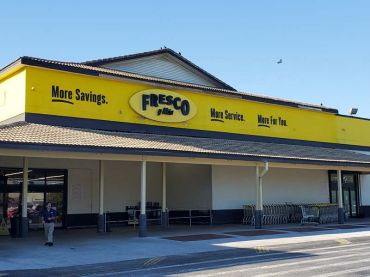 More Savings.
FRESCO
y Más
More Service.
More For You.